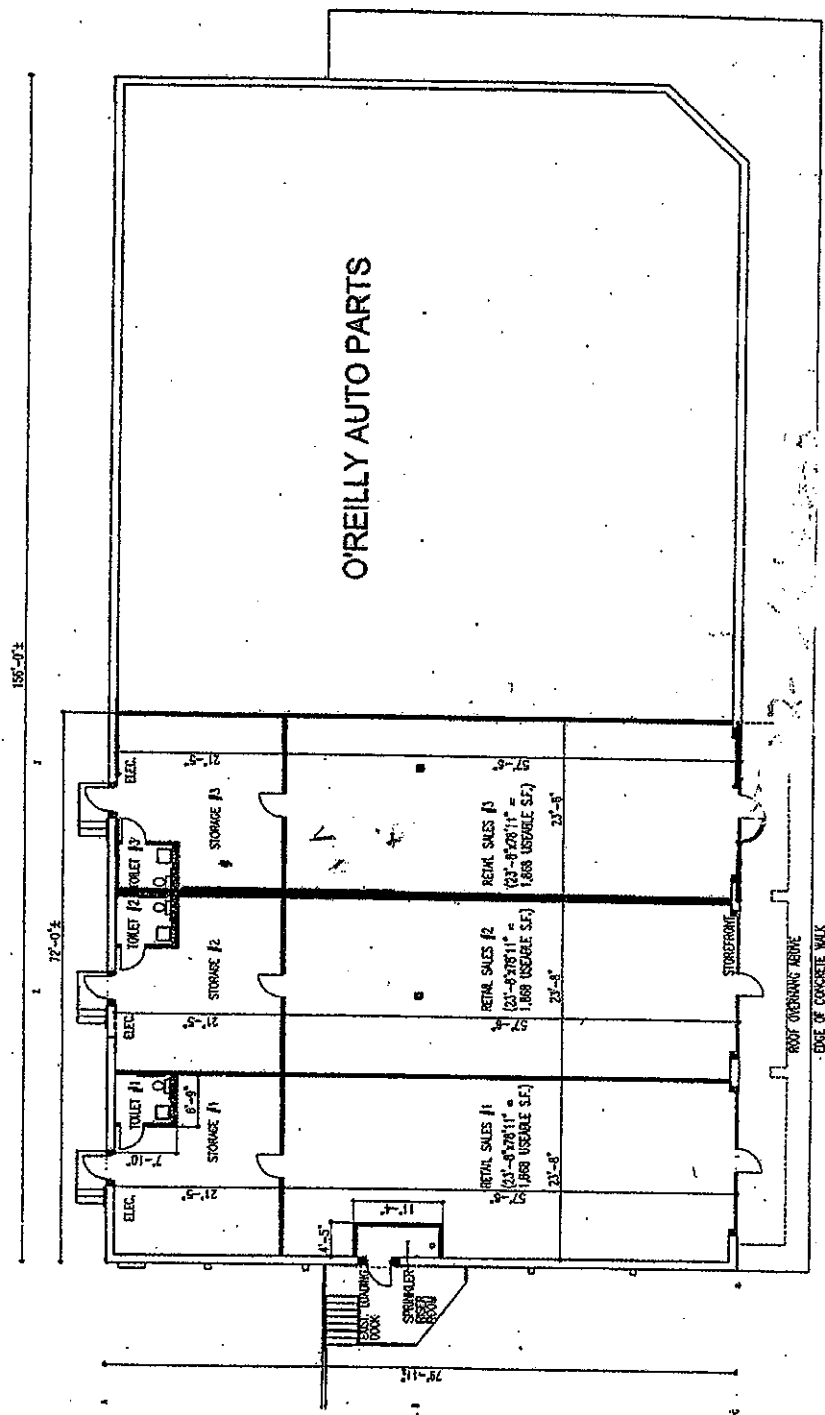 156'-0"±
72'-0"±
O'REILLY AUTO PARTS
ELEC.
TOILET #1
STORAGE #1
7'-10"
6'-9"
21'-5"
ELEC.
TOILET #2
STORAGE #2
21'-5"
ELEC.
TOILET #3
STORAGE #3
21'-5"
RETAIL SALES #1
(23'-8"x78'11" =
1,868 USEABLE S.F.)
23'-8"
57'-6"
RETAIL SALES #2
(23'-8"x78'11" =
1,868 USEABLE S.F.)
23'-8"
57'-6"
RETAIL SALES #3
(23'-8"x78'11" =
1,868 USEABLE S.F.)
23'-8"
57'-6"
4'-5"
11'-4"
EXIST. LOADING
DOCK
SPRINKLER
RISER
ROOM
STOREFRONT
ROOF OVERHANG ABOVE
EDGE OF CONCRETE WALK